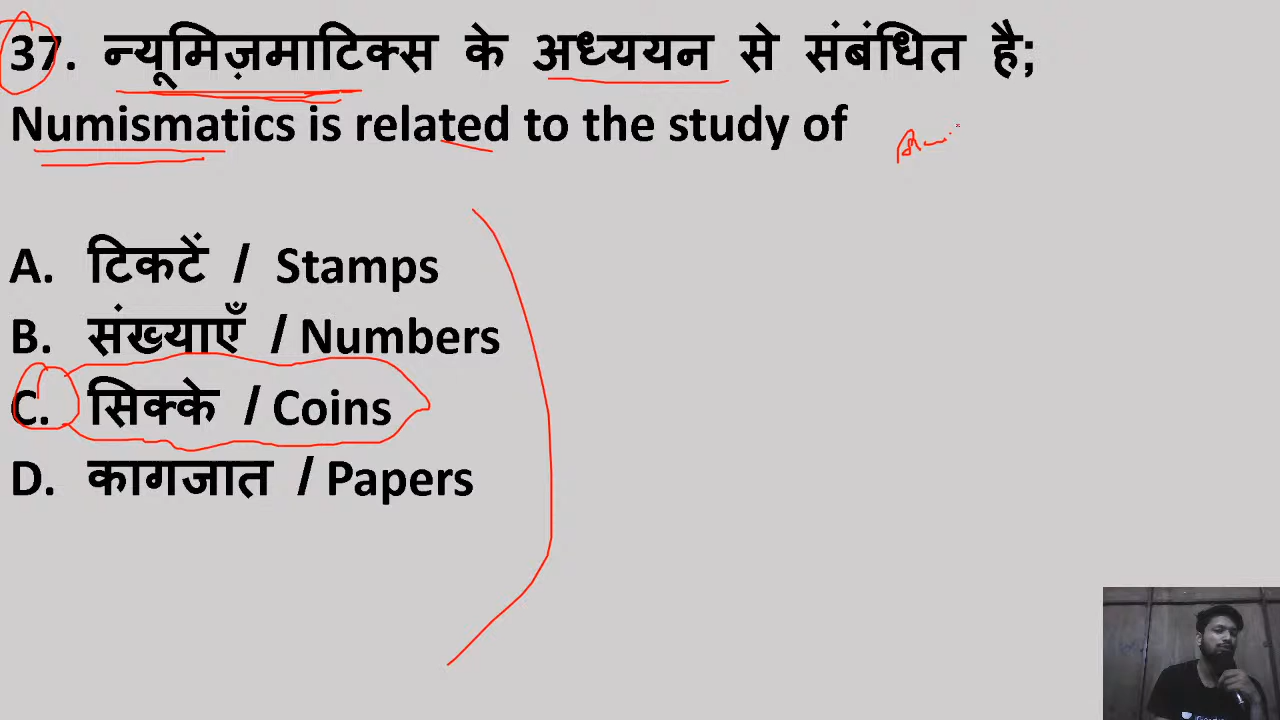 37. न्यूमिज़माटिक्स के अध्ययन से संबंधित है;
Numismatics is related to the study of
A. टिकटें / Stamps
B. संख्याएँ / Numbers
C. सिक्के / Coins
D. कागजात / Papers